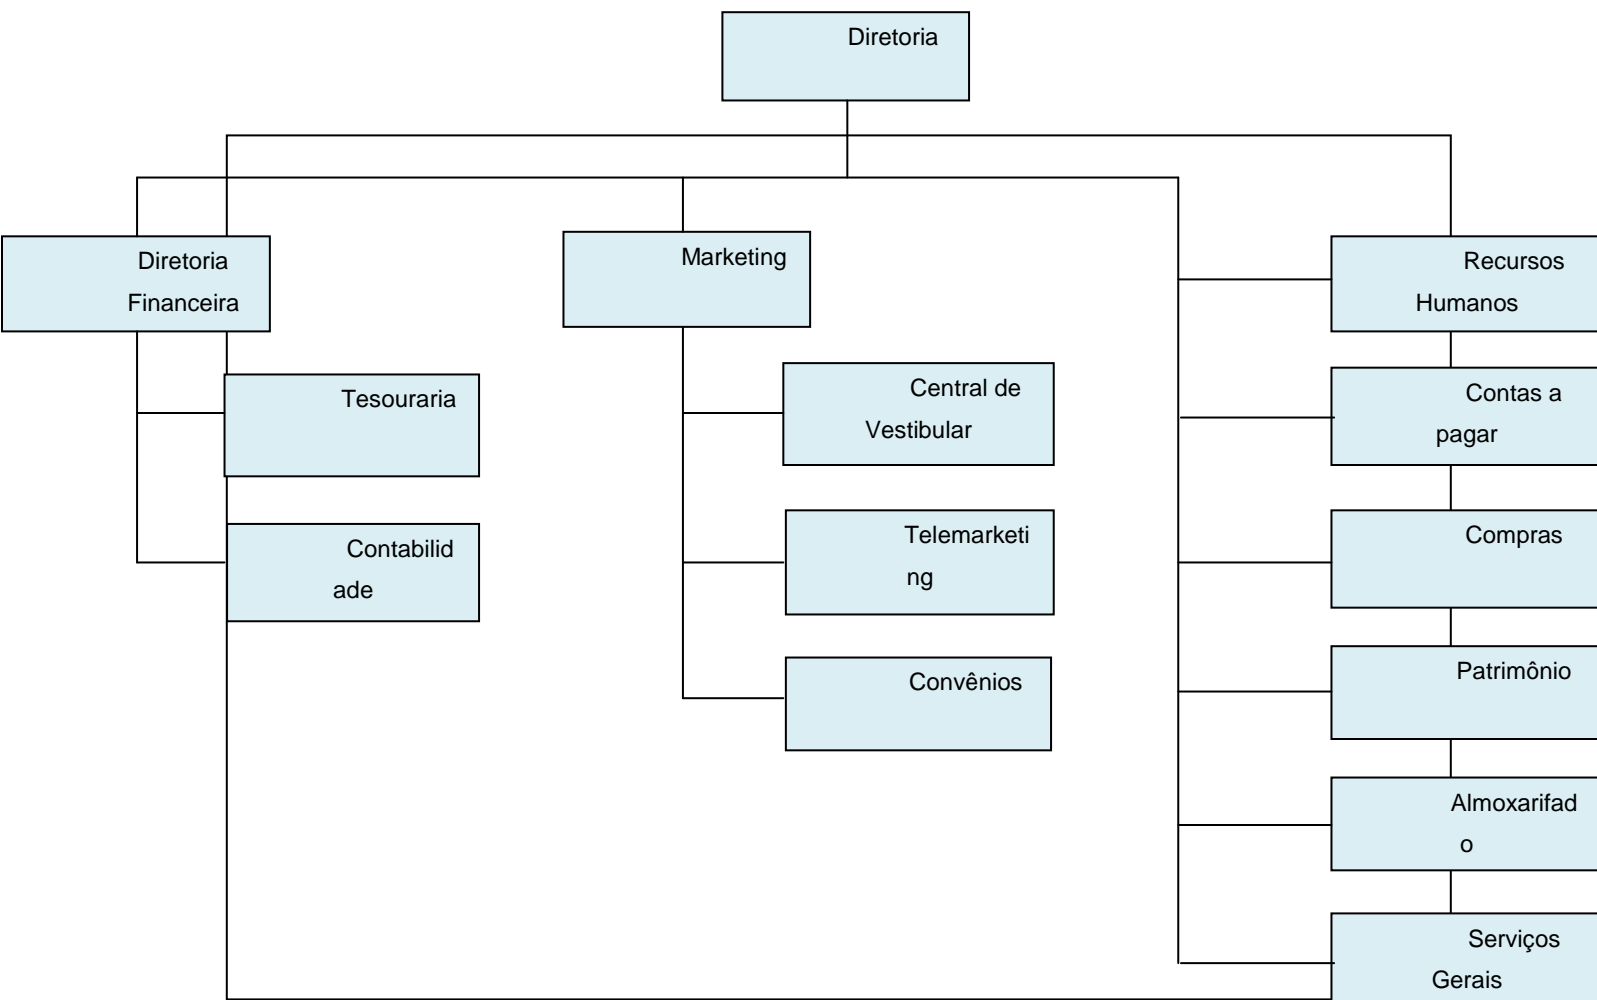 Diretoria
Diretoria
Financeira
Tesouraria
Contabilid
ade
Marketing
Central de
Vestibular
Telemarketi
ng
Convênios
Recursos
Humanos
Contas a
pagar
Compras
Patrimônio
Almoxarifad
o
Serviços
Gerais